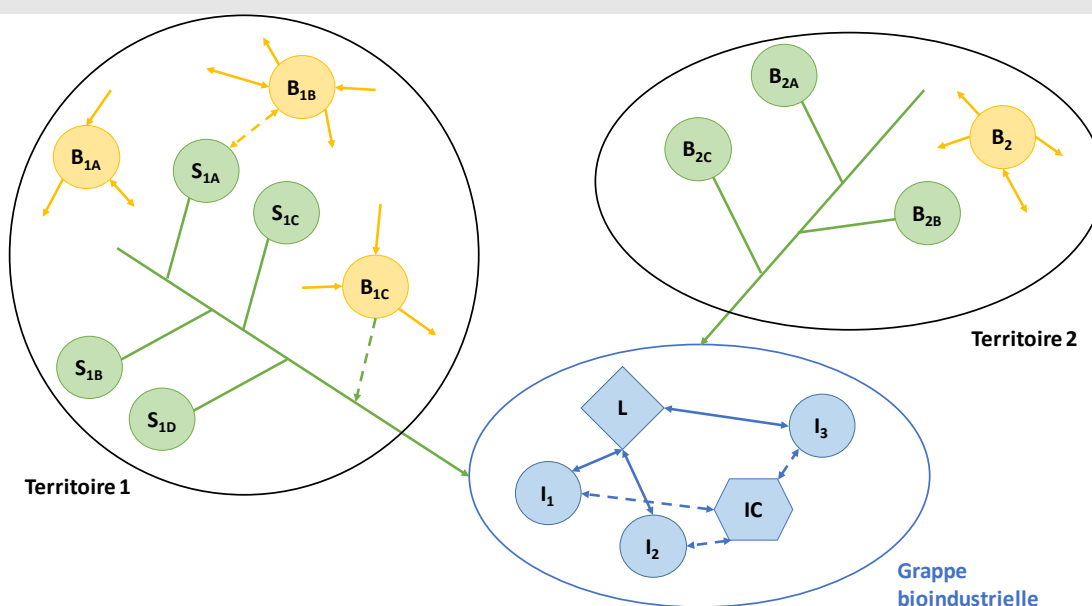 B1A
B1B
S1A
S1C
B1C
S1B
S1D
Territoire 1
B2A
B2C
B2
B2B
Territoire 2
L
I3
I1
IC
I2
Grappe
bioindustrielle